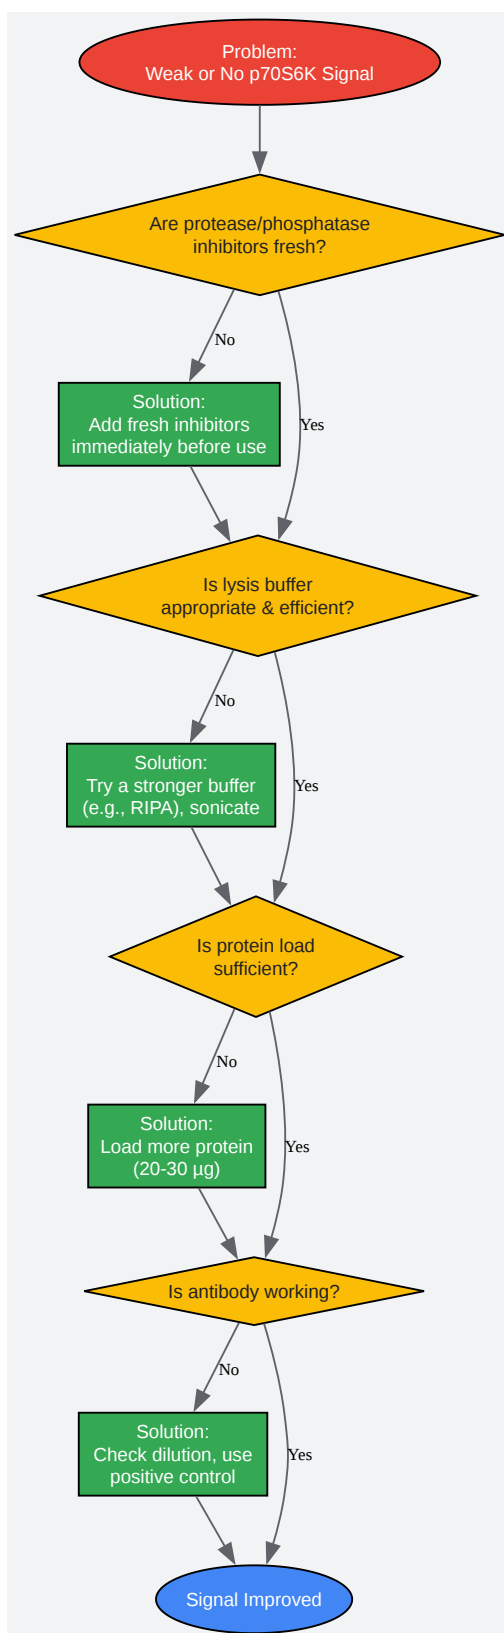 Problem:
Weak or No p70S6K Signal
Are protease/phosphatase
inhibitors fresh?
No
Solution:
Add fresh inhibitors
immediately before use
Yes
Is lysis buffer
appropriate & efficient?
No
Solution:
Try a stronger buffer
(e.g., RIPA), sonicate
Yes
Is protein load
sufficient?
No
Solution:
Load more protein
(20-30 µg)
Yes
Is antibody working?
No
Solution:
Check dilution, use
positive control
Yes
Signal Improved